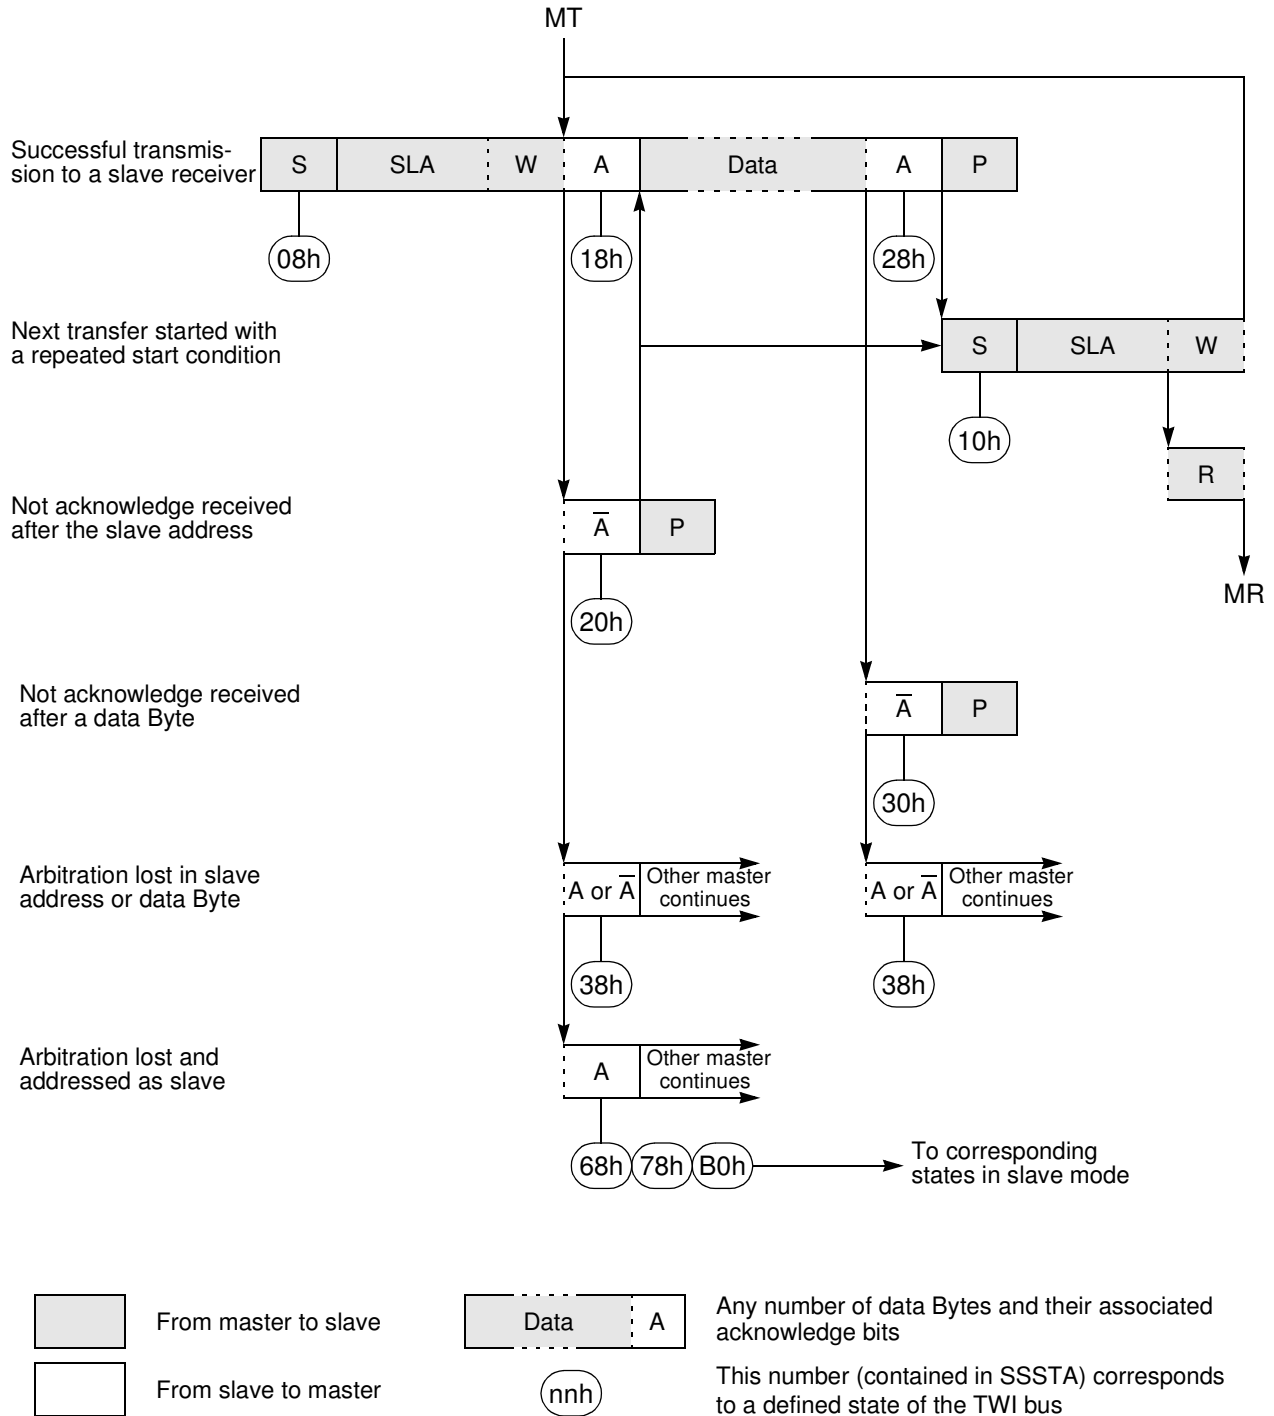 MT
Successful transmis-
sion to a slave receiver
S SLA W A Data A P
08h 18h 28h
Next transfer started with
a repeated start condition
S SLA W
10h
R
Not acknowledge received
after the slave address
A̅ P
MR
20h
Not acknowledge received
after a data Byte
A̅ P
30h
Arbitration lost in slave
address or data Byte
A or A̅ Other master
continues
A or A̅ Other master
continues
38h 38h
Arbitration lost and
addressed as slave
A Other master
continues
68h 78h B0h
To corresponding
states in slave mode
From master to slave
Data A
Any number of data Bytes and their associated
acknowledge bits
From slave to master
nnh
This number (contained in SSSTA) corresponds
to a defined state of the TWI bus